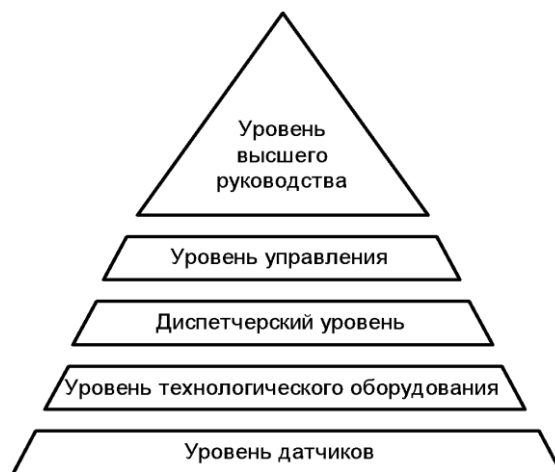 Уровень
высшего
руководства
Уровень управления
Диспетчерский уровень
Уровень технологического оборудования
Уровень датчиков